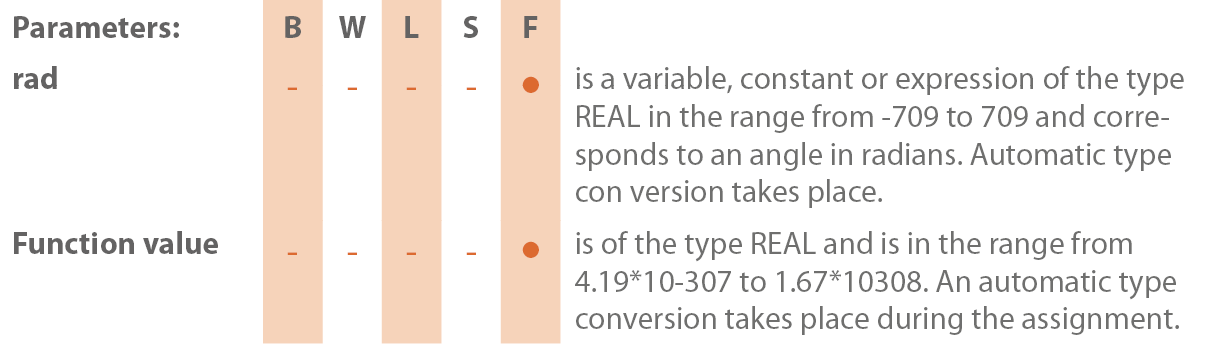 Parameters: B W L S F
rad - - - - ● is a variable, constant or expression of the type
REAL in the range from -709 to 709 and corre-
sponds to an angle in radians. Automatic type
con version takes place.
Function value - - - - ● is of the type REAL and is in the range from
4.19*10-307 to 1.67*10308. An automatic type
conversion takes place during the assignment.